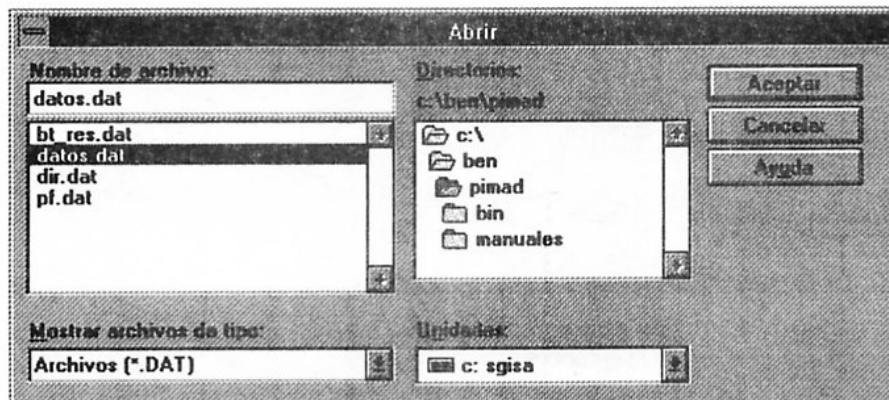 Abrir
Nombre de archivo:
datos.dat
bt_res.dat
datos.dat
dir.dat
pf.dat
Mostrar archivos de tipo:
Archivos (*.DAT)
Directorios:
c:\ben\pimad
c:\
ben
pimad
bin
manuales
Unidades:
c: sgisa
Aceptar
Cancelar
Ayuda